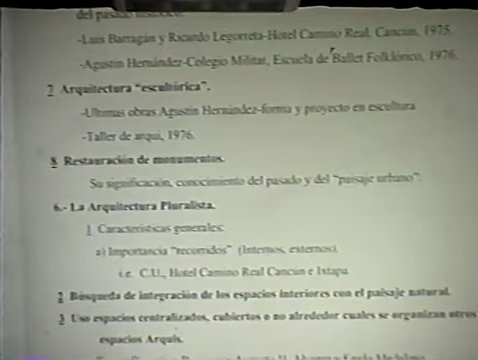 del pasado histórico.
-Luis Barragán y Ricardo Legorreta-Hotel Camino Real, Cancún, 1975.
-Agustín Hernández-Colegio Militar, Escuela de Ballet Folklórico, 1976.
7 Arquitectura "escultórica".
-Ultimas obras Agustín Hernández-forma y proyecto en escultura
-Taller de arqui, 1976.
8 Restauración de monumentos.
Su significación, conocimiento del pasado y del "paisaje urbano".
6.- La Arquitectura Pluralista.
1 Características generales:
a) Importancia "recorridos" (Internos, externos).
i.e. C.U., Hotel Camino Real Cancún e Ixtapa.
2 Búsqueda de integración de los espacios interiores con el paisaje natural.
3 Uso espacios centralizados, cubiertos o no alrededor cuales se organizan otros
espacios Arquis.